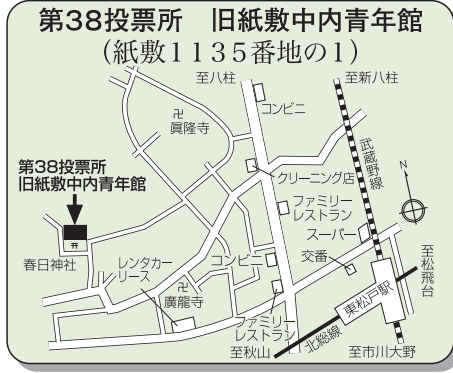 第38投票所　旧紙敷中内青年館
(紙敷1135番地の1)
至八柱
至新八柱
コンビニ
卍
眞隆寺
武蔵野線
第38投票所
旧紙敷中内青年館
クリーニング店
N
ファミリー
レストラン
スーパー
春日神社
レンタカー
リース
コンビニ
交番
至松飛台
卍
廣龍寺
東松戸駅
ファミリー
レストラン
北総線
至秋山
至市川大野